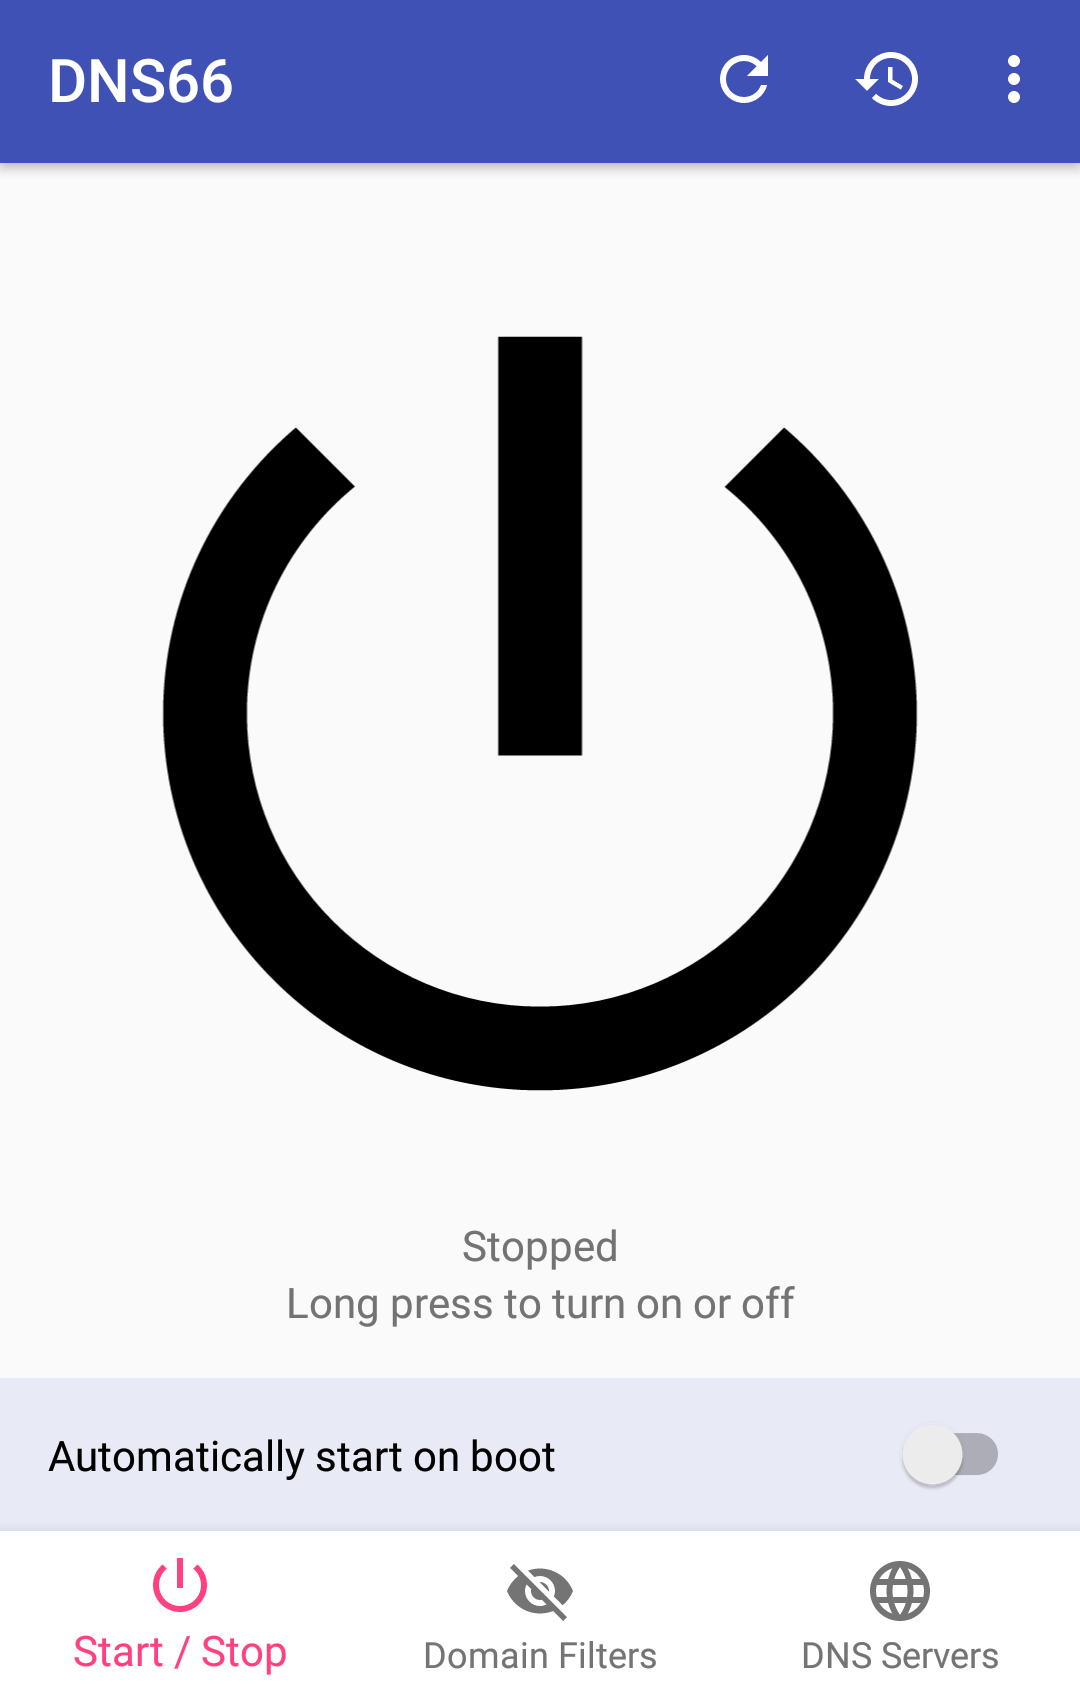 DNS66
Stopped
Long press to turn on or off
Automatically start on boot
Start / Stop
Domain Filters
DNS Servers